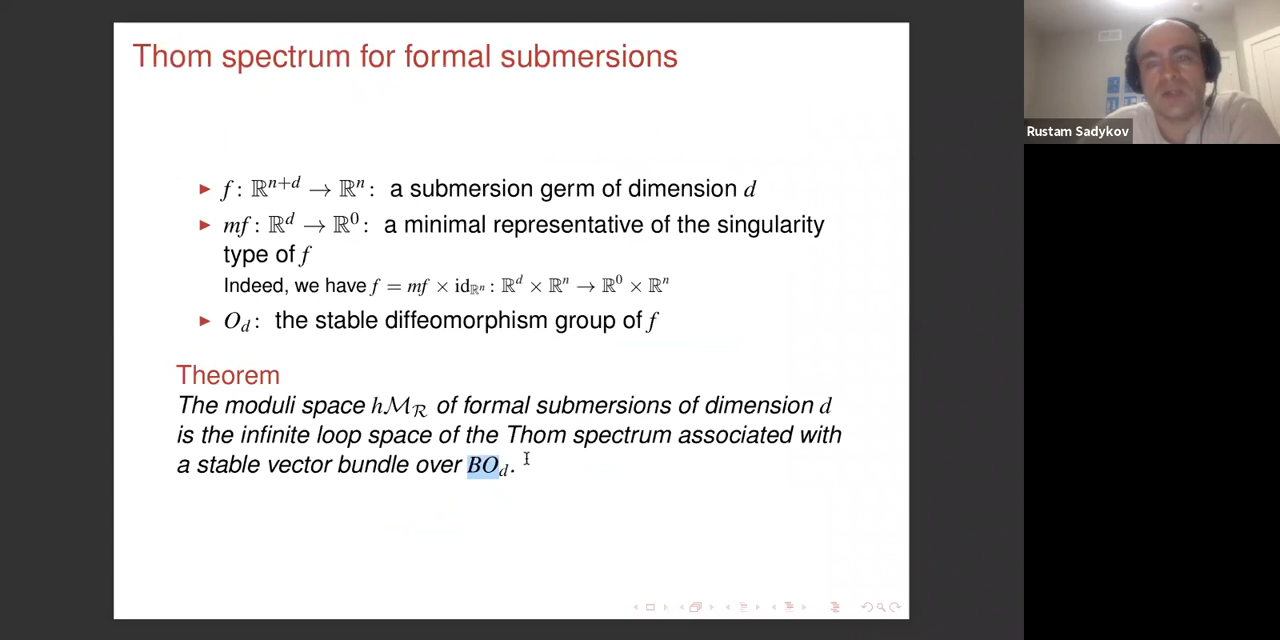 Thom spectrum for formal submersions
▶ f : ℝⁿ⁺ᵈ → ℝⁿ : a submersion germ of dimension d
▶ mf : ℝᵈ → ℝ⁰ : a minimal representative of the singularity
type of f
Indeed, we have f = mf × id_ℝⁿ : ℝᵈ × ℝⁿ → ℝ⁰ × ℝⁿ
▶ O_d : the stable diffeomorphism group of f
Theorem
The moduli space hℳ_ℛ of formal submersions of dimension d
is the infinite loop space of the Thom spectrum associated with
a stable vector bundle over BO_d.
Rustam Sadykov